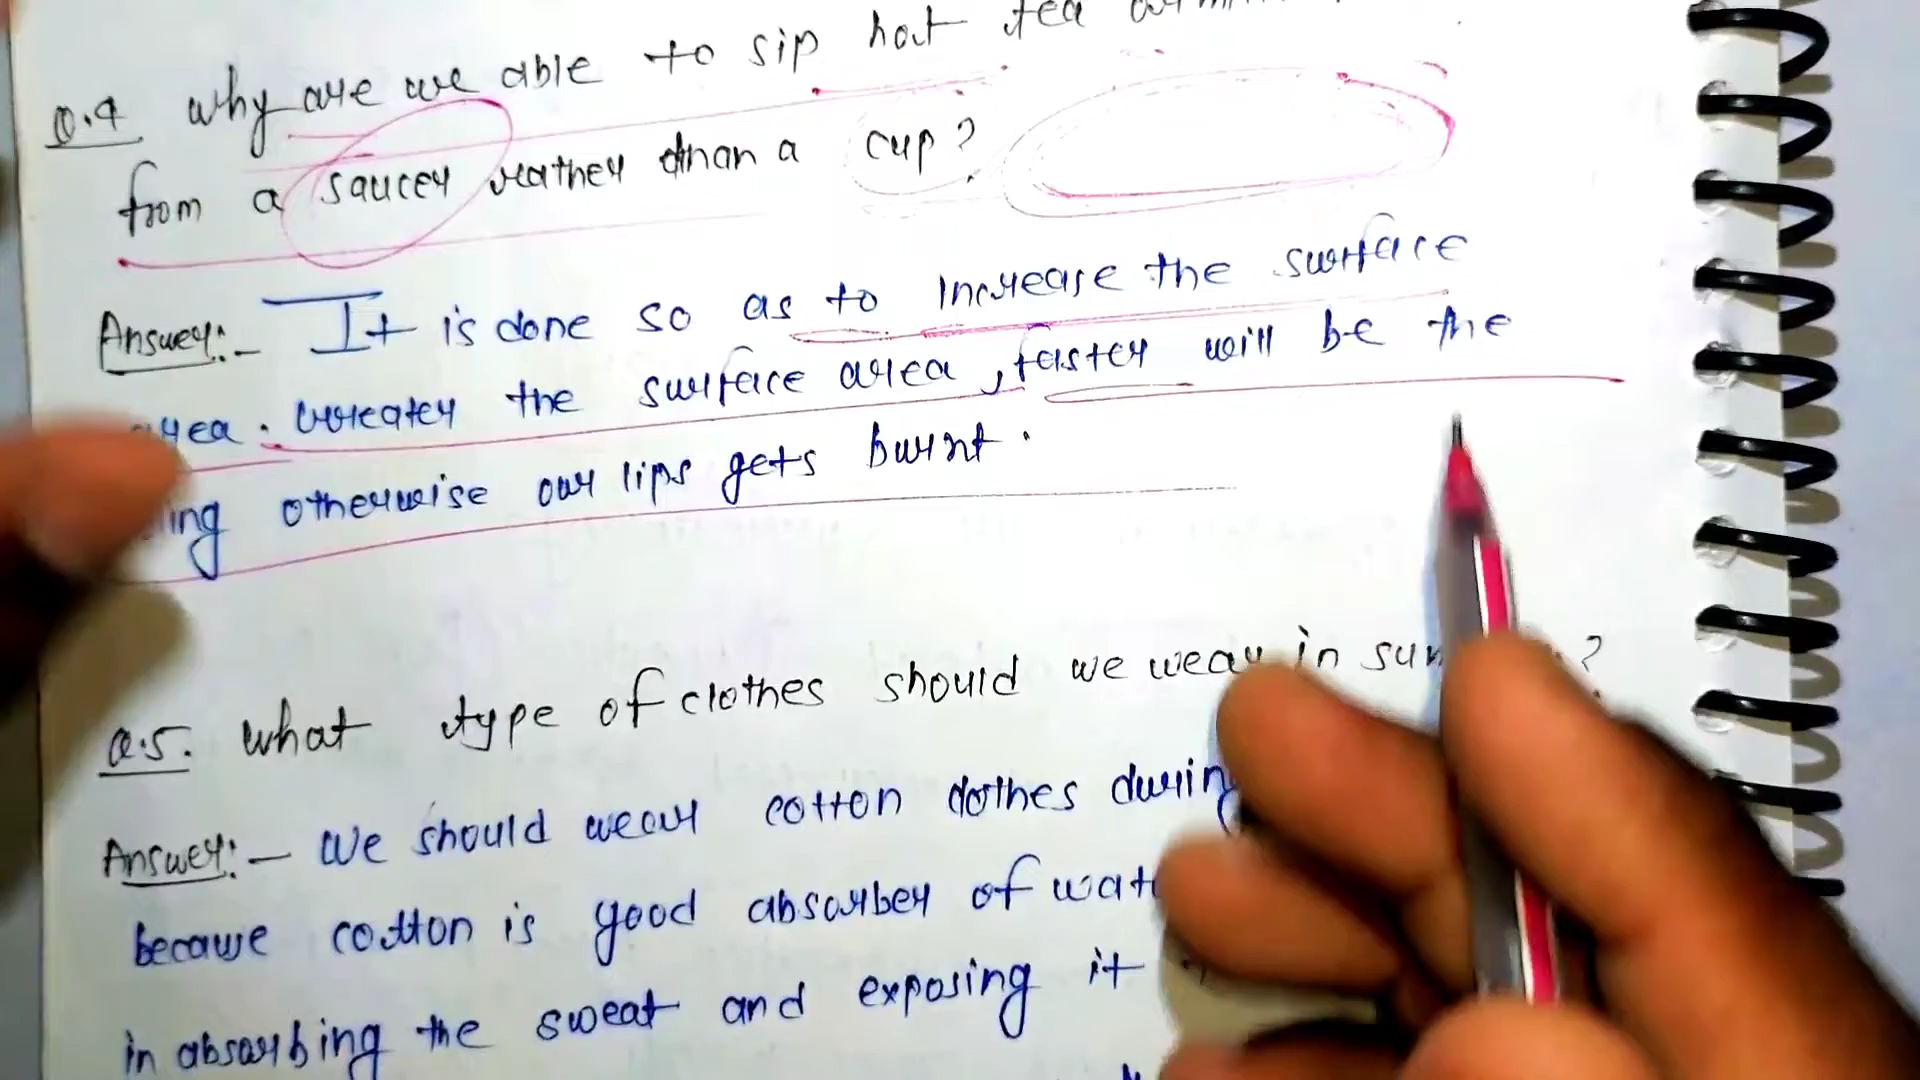 Q.4 why are we able to sip hot tea
from a saucer rather than a cup?
Answer:- It is done so as to increase the surface
area. Greater the surface area, faster will be the
otherwise our lips gets burnt.
Q.5. What type of clothes should we wear in ?
Answer:- We should wear cotton clothes during
because cotton is good absorber of
in absorbing the sweat and exposing it